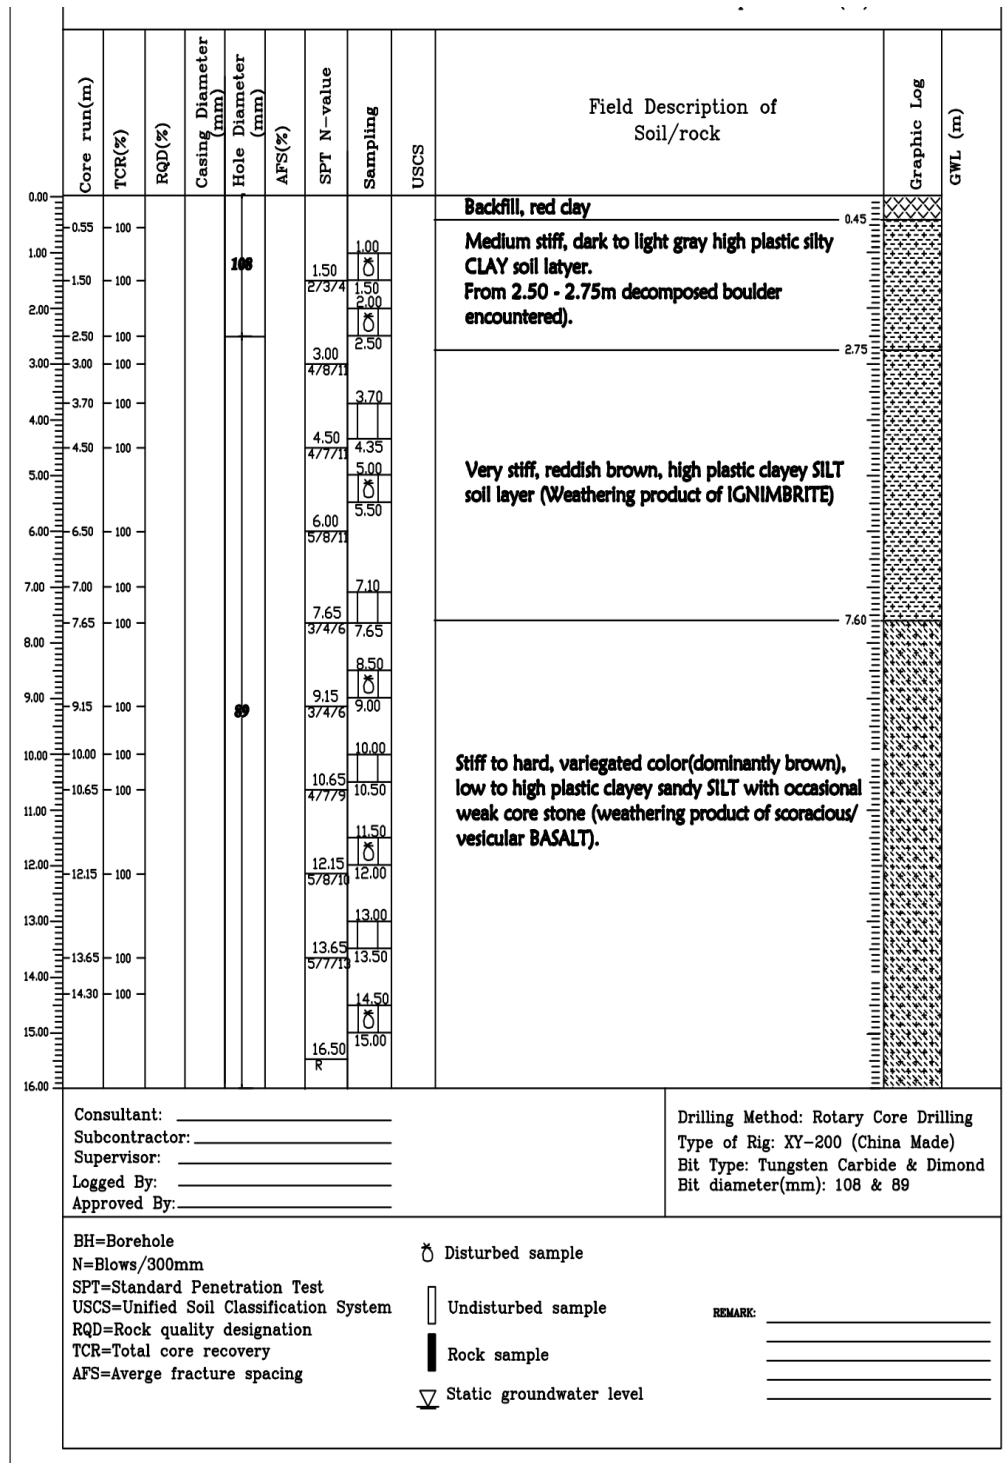 Core run(m)
TCR(%)
RQD(%)
Casing Diameter
(mm)
Hole Diameter
(mm)
AFS(%)
SPT N-value
Sampling
USCS
Field Description of
Soil/rock
Graphic Log
GWL (m)
0.00
1.00
2.00
3.00
4.00
5.00
6.00
7.00
8.00
9.00
10.00
11.00
12.00
13.00
14.00
15.00
16.00
0.55 100
1.50 100
2.50 100
3.00 100
3.70 100
4.50 100
6.50 100
7.00 100
7.65 100
9.15 100
10.00 100
10.65 100
12.15 100
13.65 100
14.30 100
108
89
1.50
2/3/4
3.00
4/8/11
4.50
4/7/11
6.00
5/8/11
7.65
3/4/6
9.15
3/4/6
10.65
4/7/79
12.15
5/8/10
13.65
5/7/13
16.50
R
1.00
1.50
2.00
2.50
3.70
4.35
5.00
5.50
7.10
7.65
8.50
9.00
10.00
10.50
11.50
12.00
13.00
13.50
14.50
15.00
Backfill, red clay
0.45
Medium stiff, dark to light gray high plastic silty
CLAY soil latyer.
From 2.50 - 2.75m decomposed boulder
encountered).
2.75
Very stiff, reddish brown, high plastic clayey SILT
soil layer (Weathering product of IGNIMBRITE)
7.60
Stiff to hard, variegated color(dominantly brown),
low to high plastic clayey sandy SILT with occasional
weak core stone (weathering product of scoracious/
vesicular BASALT).
Consultant:
Subcontractor:
Supervisor:
Logged By:
Approved By:
Drilling Method: Rotary Core Drilling
Type of Rig: XY-200 (China Made)
Bit Type: Tungsten Carbide & Dimond
Bit diameter(mm): 108 & 89
BH=Borehole
N=Blows/300mm
SPT=Standard Penetration Test
USCS=Unified Soil Classification System
RQD=Rock quality designation
TCR=Total core recovery
AFS=Averge fracture spacing
Disturbed sample
Undisturbed sample
Rock sample
Static groundwater level
REMARK: